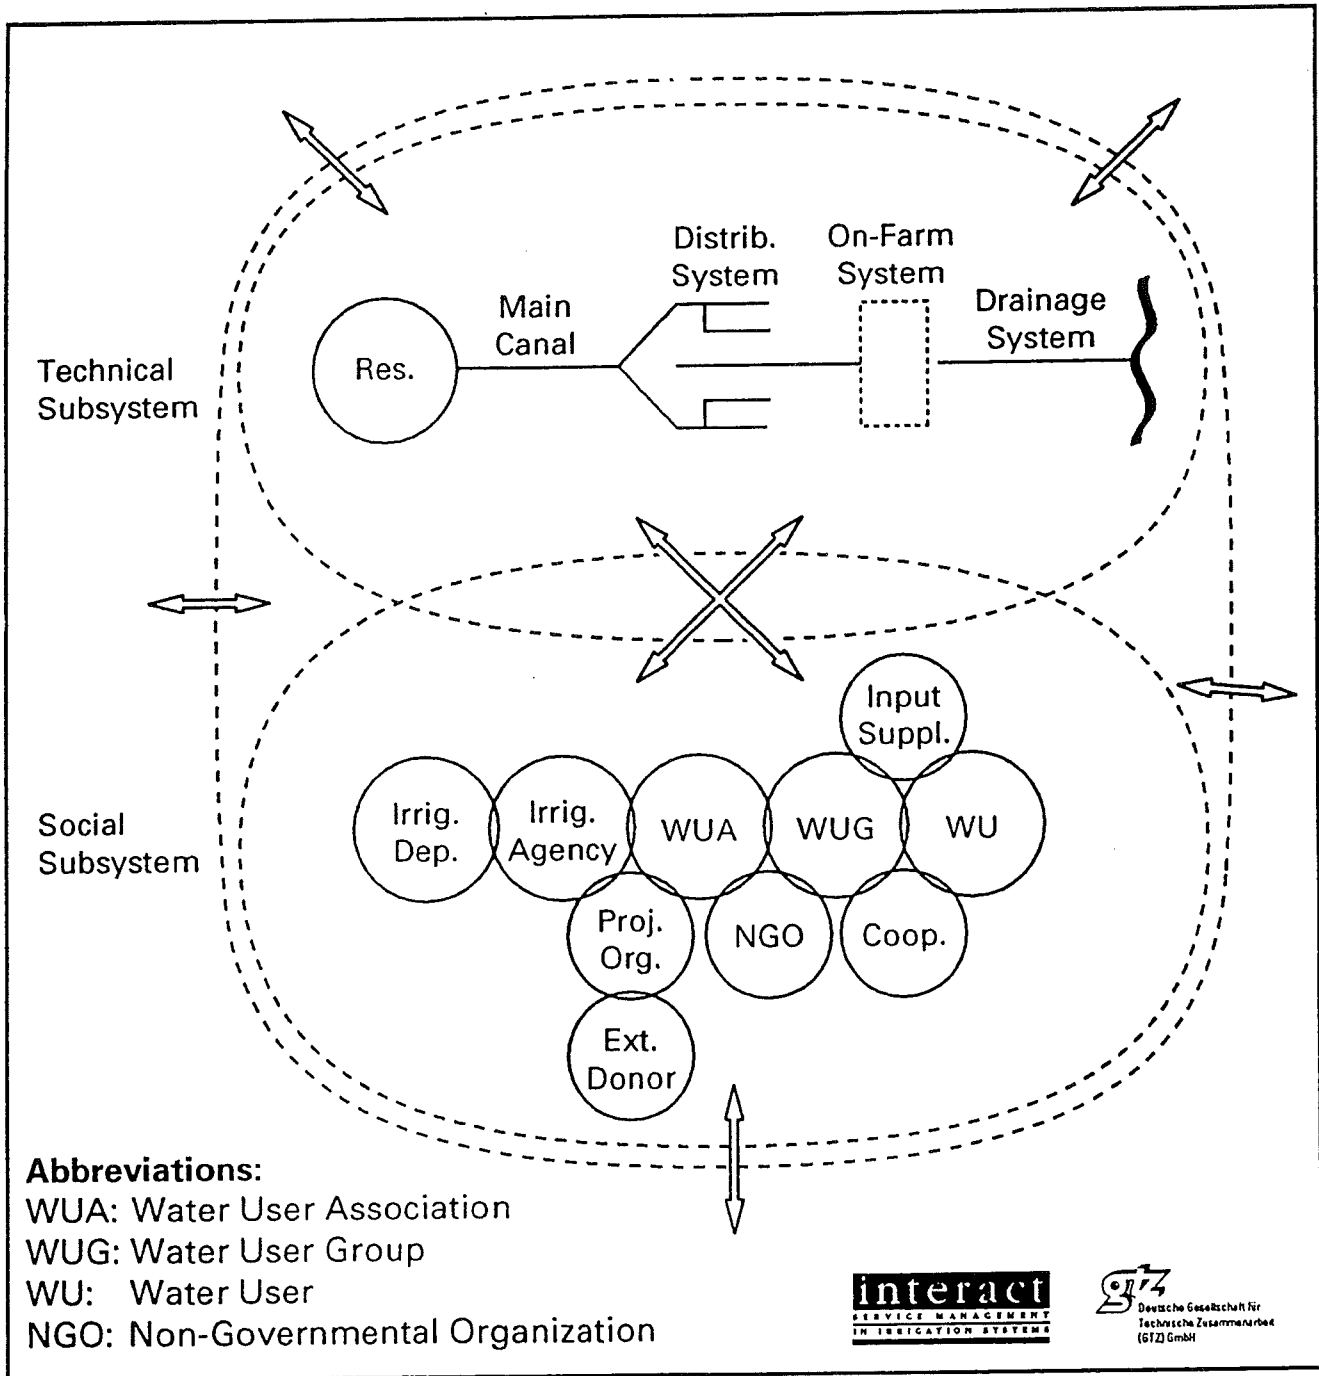 Distrib.
System
On-Farm
System
Main
Canal
Drainage
System
Res.
Technical
Subsystem
Input
Suppl.
Social
Subsystem
Irrig.
Dep.
Irrig.
Agency
WUA
WUG
WU
Proj.
Org.
NGO
Coop.
Ext.
Donor
Abbreviations:
WUA: Water User Association
WUG: Water User Group
WU: Water User
NGO: Non-Governmental Organization
interact
SERVICE MANAGEMENT
IN IRRIGATION SYSTEMS
gtz
Deutsche Gesellschaft für
Technische Zusammenarbeit
(GTZ) GmbH